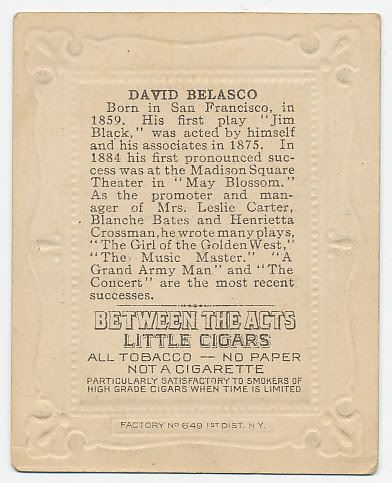 DAVID BELASCO
Born in San Francisco, in
1859. His first play "Jim
Black," was acted by himself
and his associates in 1875. In
1884 his first pronounced suc-
cess was at the Madison Square
Theater in "May Blossom."
As the promoter and man-
ager of Mrs. Leslie Carter,
Blanche Bates and Henrietta
Crossman, he wrote many plays,
"The Girl of the Golden West,"
"The Music Master." "A
Grand Army Man" and "The
Concert" are the most recent
successes.
BETWEEN THE ACTS
LITTLE CIGARS
ALL TOBACCO — NO PAPER
NOT A CIGARETTE
PARTICULARLY SATISFACTORY TO SMOKERS OF
HIGH GRADE CIGARS WHEN TIME IS LIMITED
FACTORY No 649 1ST DIST. N.Y.